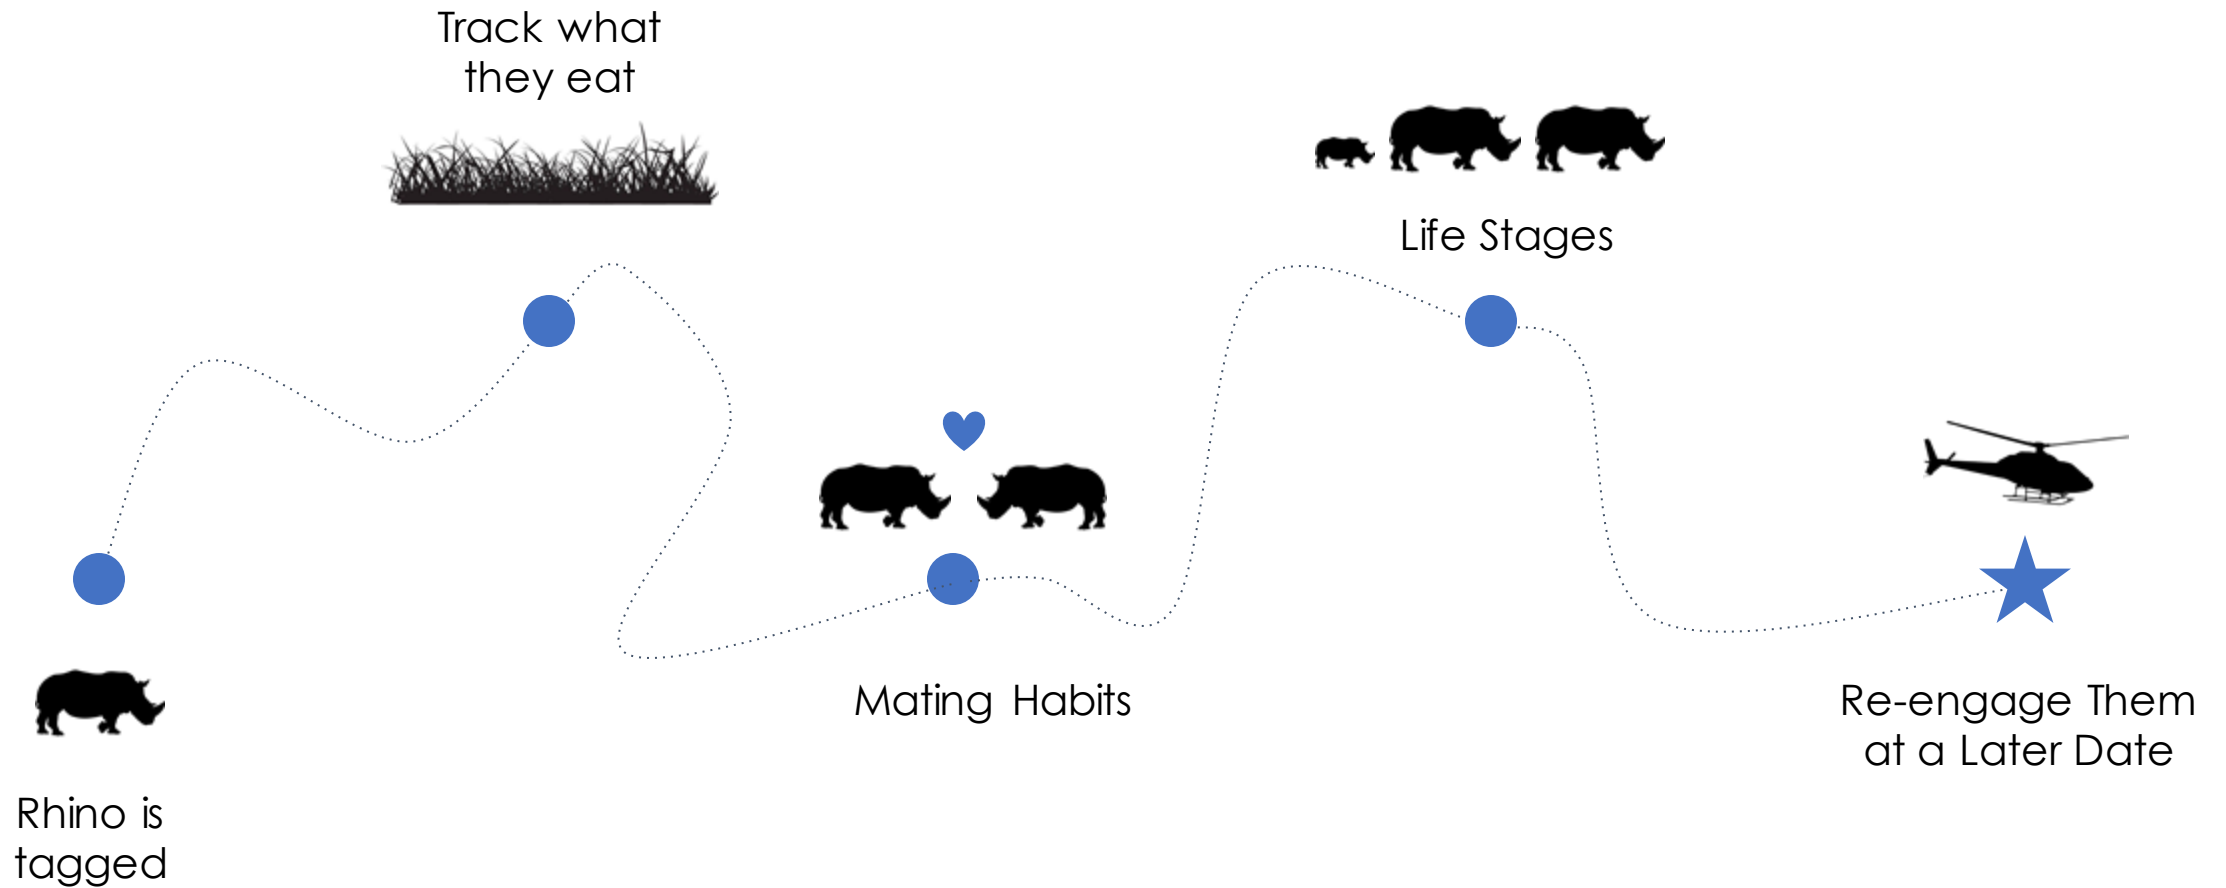 Track what
they eat
Life Stages
Mating Habits
Re-engage Them
at a Later Date
Rhino is
tagged